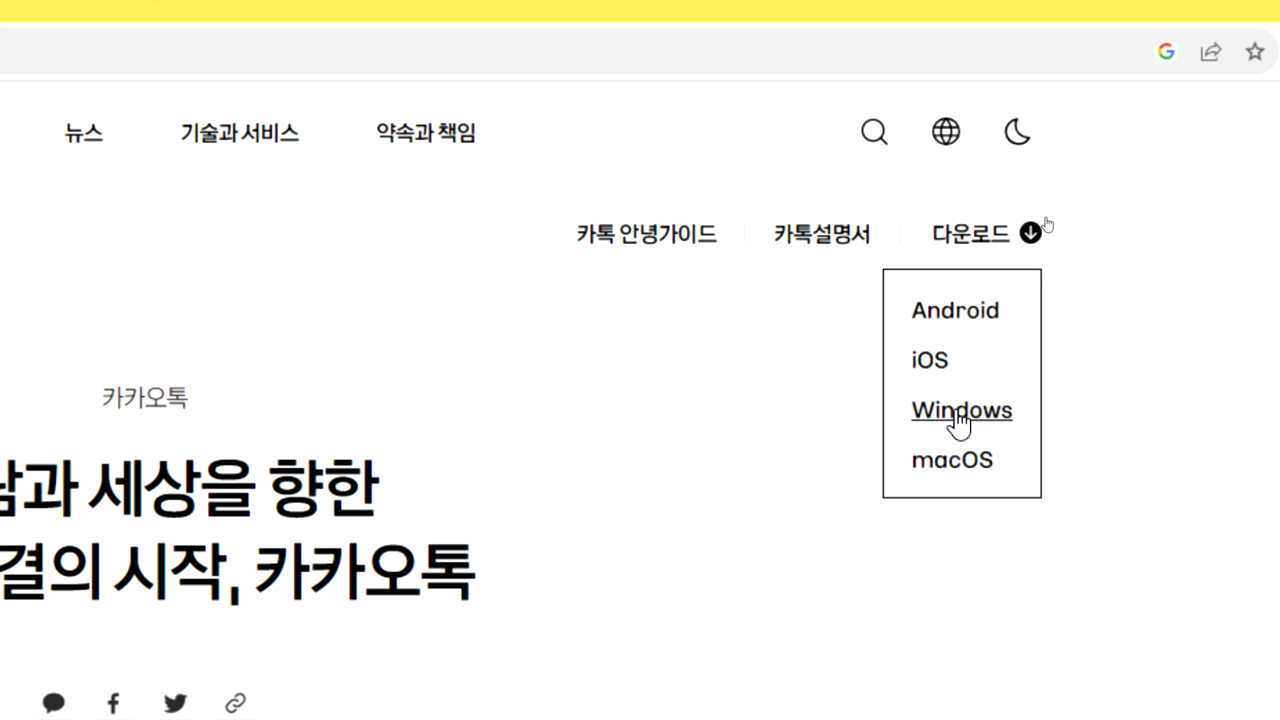 뉴스 기술과 서비스 약속과 책임
카톡 안녕가이드 카톡설명서 다운로드
Android
iOS
Windows
macOS
카카오톡
람과 세상을 향한
결의 시작, 카카오톡